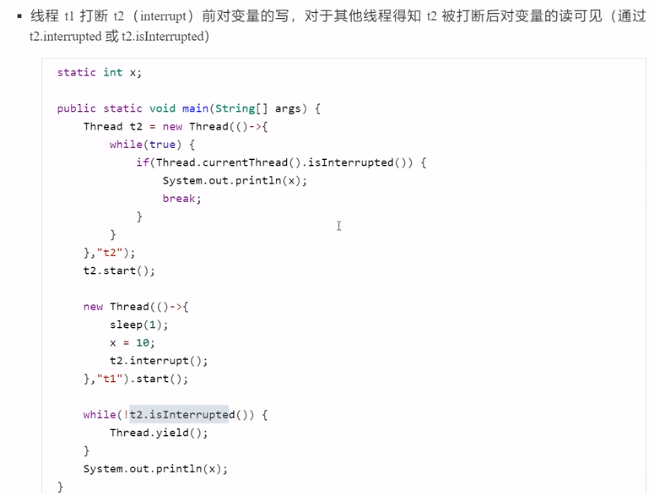 ▪ 线程 t1 打断 t2（interrupt）前对变量的写，对于其他线程得知 t2 被打断后对变量的读可见（通过
t2.interrupted 或 t2.isInterrupted）
static int x;
public static void main(String[] args) {
    Thread t2 = new Thread(()->{
        while(true) {
            if(Thread.currentThread().isInterrupted()) {
                System.out.println(x);
                break;
            }
        }
    },"t2");
    t2.start();
    new Thread(()->{
        sleep(1);
        x = 10;
        t2.interrupt();
    },"t1").start();
    while(!t2.isInterrupted()) {
        Thread.yield();
    }
    System.out.println(x);
}